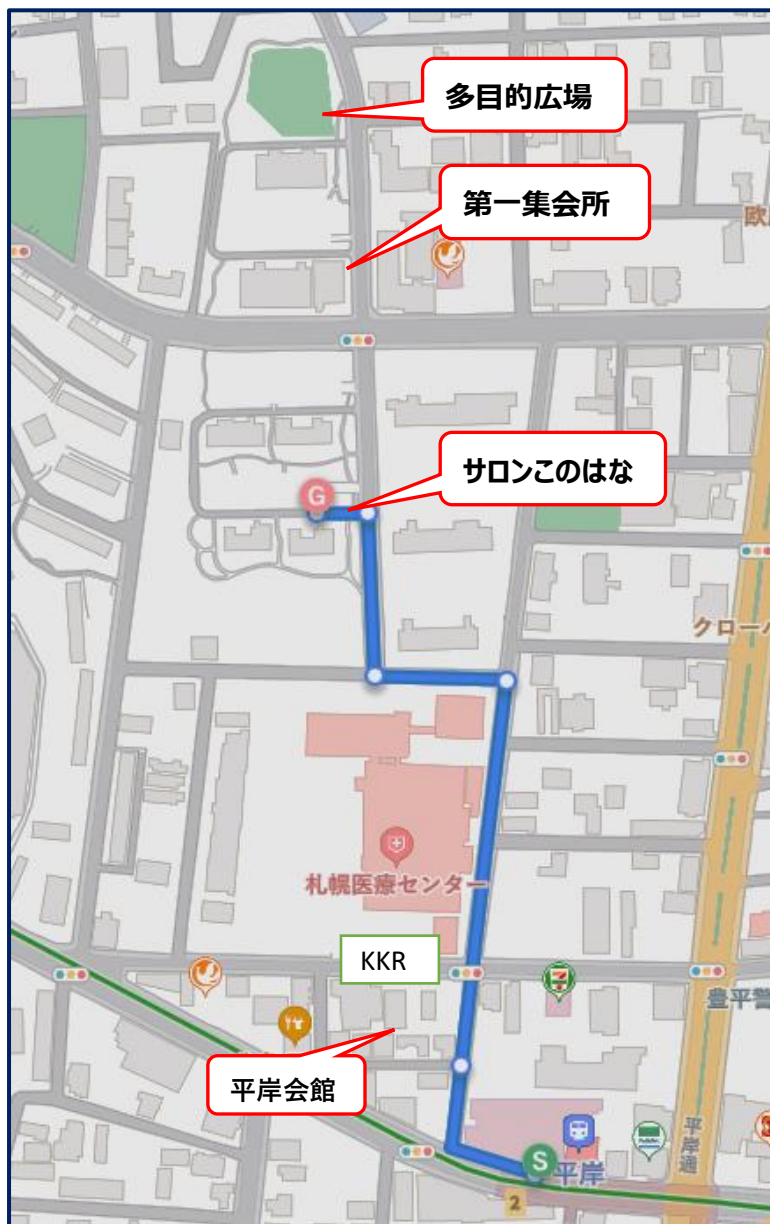 多目的広場
第一集会所
欧
サロンこのはな
G
クローバ
札幌医療センター
KKR
7
豊平警
平岸会館
平岸通
S
平岸
2